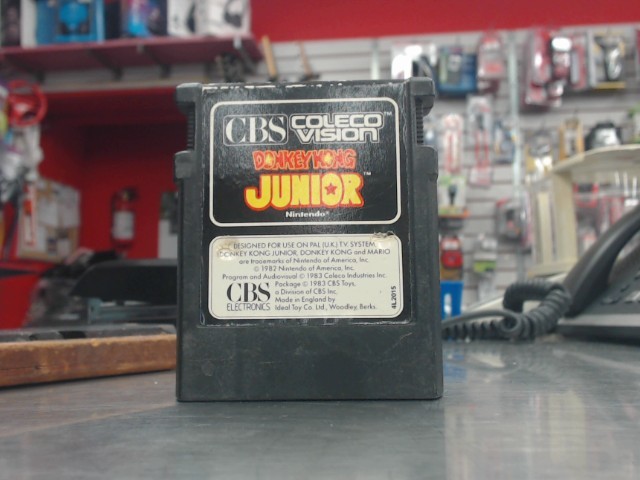 CBS COLECO VISION™
DONKEY KONG
JUNIOR™
Nintendo®
DESIGNED FOR USE ON PAL (U.K.) T.V. SYSTEM
DONKEY KONG JUNIOR, DONKEY KONG and MARIO
are trademarks of Nintendo of America, Inc.
© 1982 Nintendo of America, Inc.
Program and Audiovisual © 1983 Coleco Industries Inc.
Package © 1983 CBS Toys,
a Division of CBS Inc.
Made in England by
Ideal Toy Co. Ltd., Woodley, Berks.
CBS
ELECTRONICS
4L2015